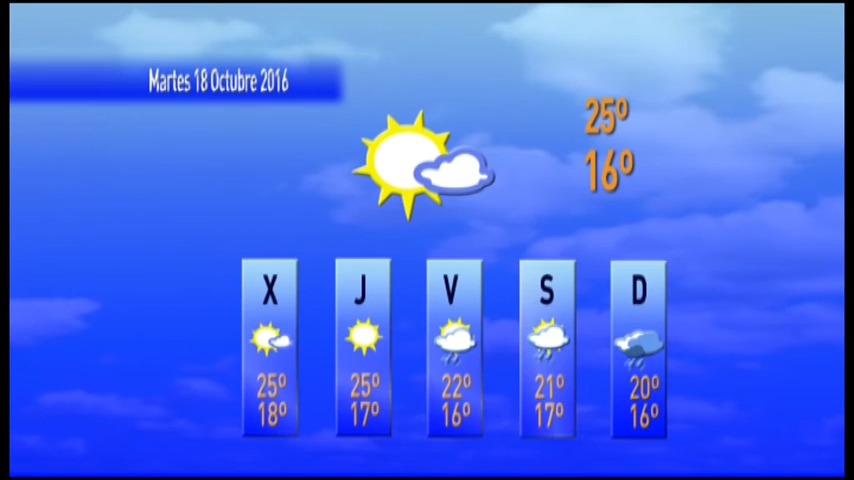 Martes 18 Octubre 2016
25º
16º
X J V S D
25º 25º 22º 21º 20º
18º 17º 16º 17º 16º